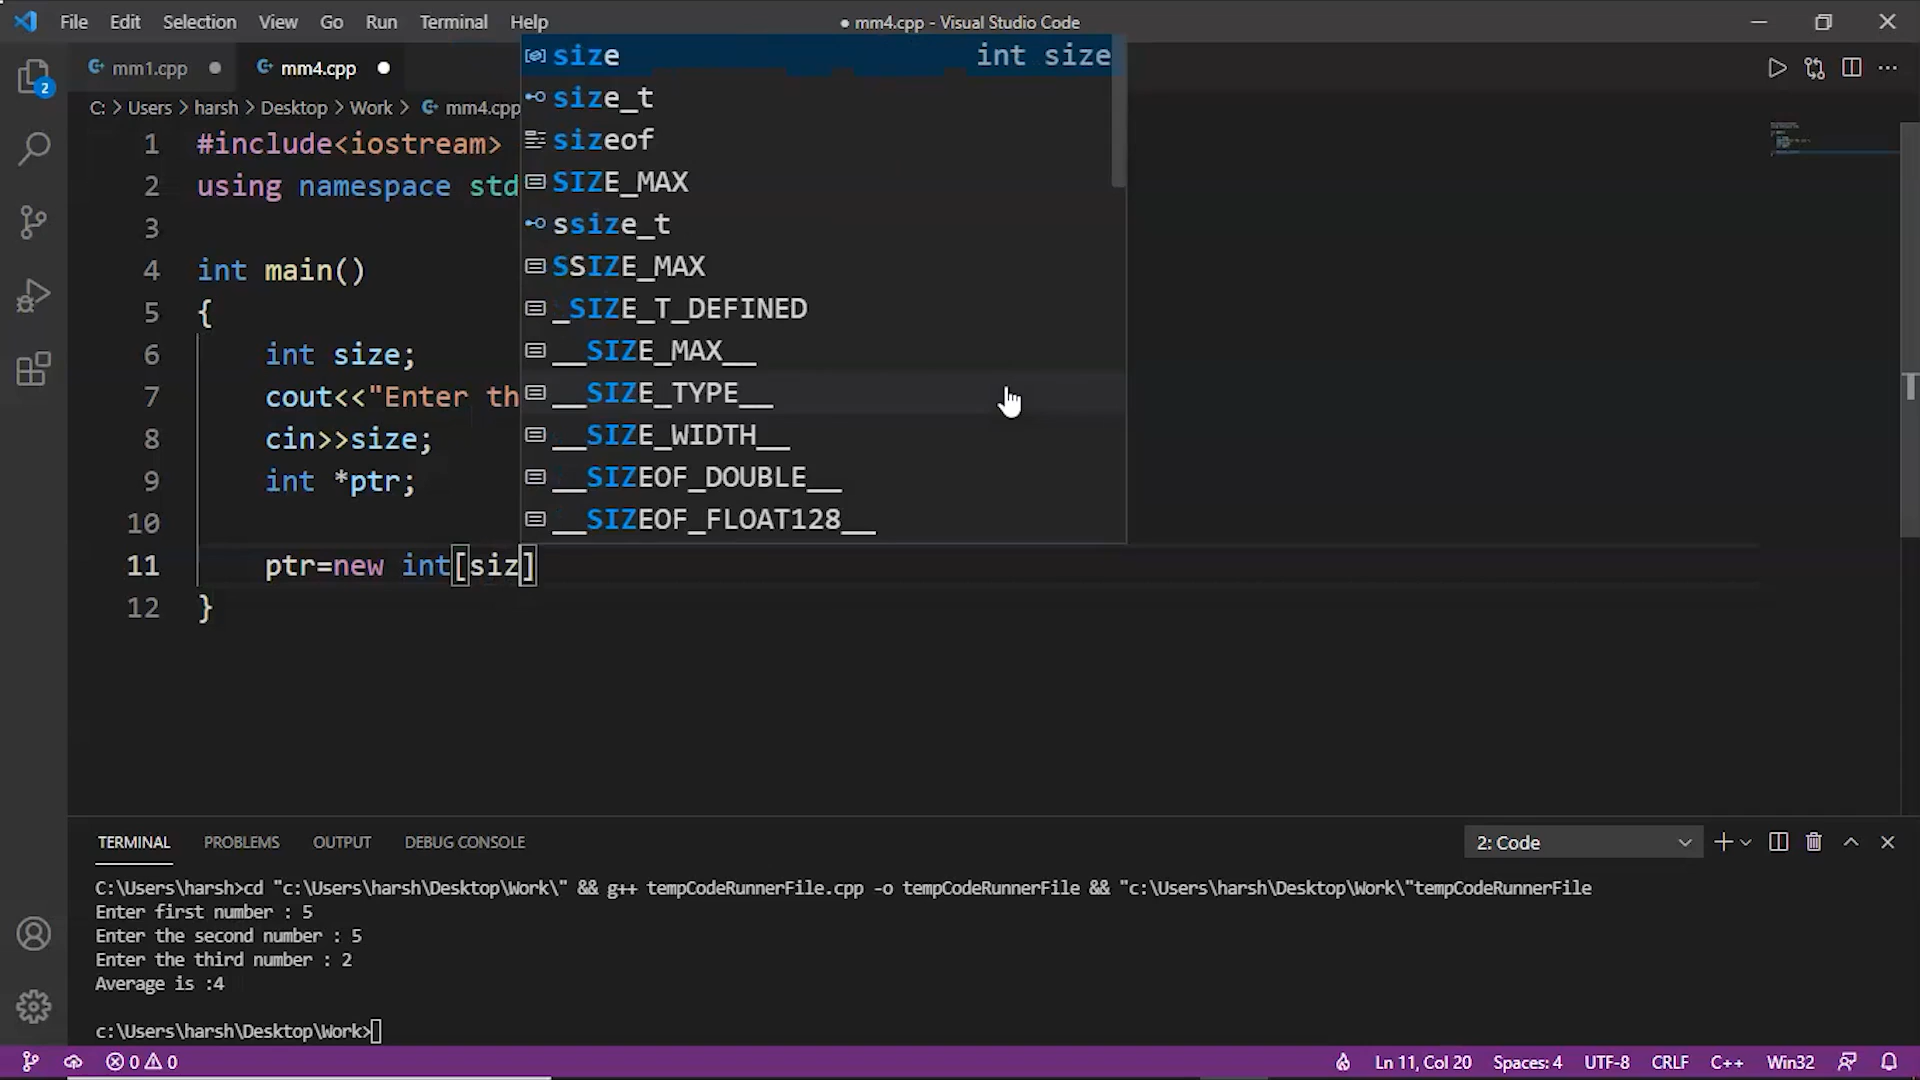 File Edit Selection View Go Run Terminal Help
● mm4.cpp - Visual Studio Code
mm1.cpp ● mm4.cpp ●
C: > Users > harsh > Desktop > Work > mm4.cpp
size int size
size_t
sizeof
SIZE_MAX
ssize_t
SSIZE_MAX
_SIZE_T_DEFINED
__SIZE_MAX__
__SIZE_TYPE__
__SIZE_WIDTH__
__SIZEOF_DOUBLE__
__SIZEOF_FLOAT128__
1 #include<iostream>
2 using namespace std
3
4 int main()
5 {
6 int size;
7 cout<<"Enter th
8 cin>>size;
9 int *ptr;
10
11 ptr=new int[siz]
12 }
TERMINAL PROBLEMS OUTPUT DEBUG CONSOLE
2: Code
C:\Users\harsh>cd "c:\Users\harsh\Desktop\Work\" && g++ tempCodeRunnerFile.cpp -o tempCodeRunnerFile && "c:\Users\harsh\Desktop\Work\"tempCodeRunnerFile
Enter first number : 5
Enter the second number : 5
Enter the third number : 2
Average is :4
c:\Users\harsh\Desktop\Work>
0 0 Ln 11, Col 20 Spaces: 4 UTF-8 CRLF C++ Win32
2